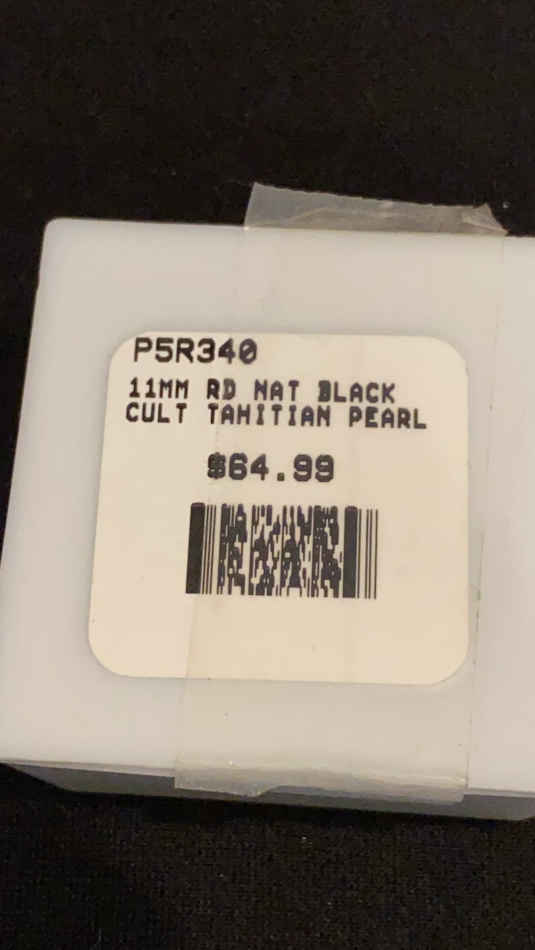 P5R340
11MM RD NAT BLACK
CULT TAHITIAN PEARL
$64.99